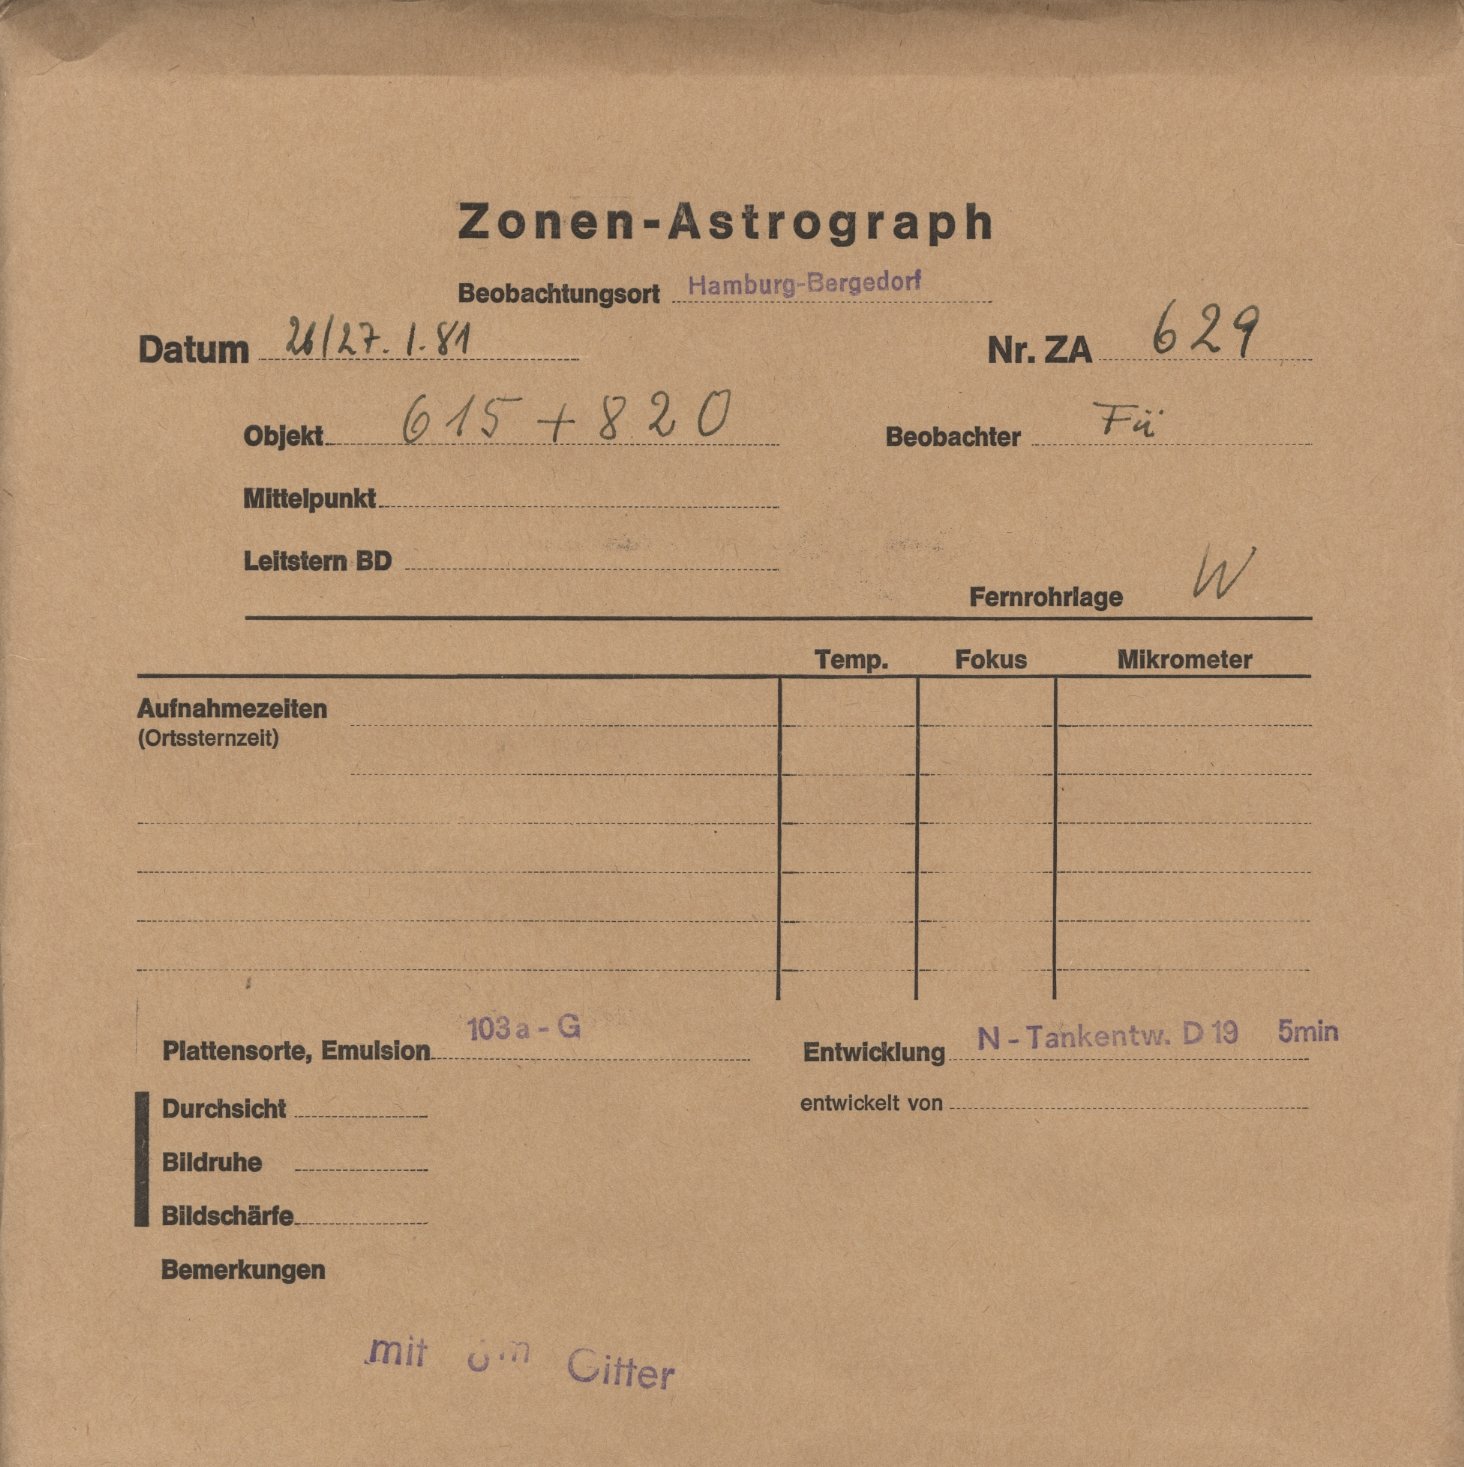 Zonen-Astrograph
Beobachtungsort Hamburg-Bergedorf
Datum 26/27. 1. 81 Nr. ZA 629
Objekt 615 + 820 Beobachter Fü
Mittelpunkt
Leitstern BD
Fernrohrlage W
Temp. Fokus Mikrometer
Aufnahmezeiten
(Ortssternzeit)
Plattensorte, Emulsion 103a - G Entwicklung N - Tankentw. D 19 5min
Durchsicht entwickelt von
Bildruhe
Bildschärfe
Bemerkungen
mit Gitter